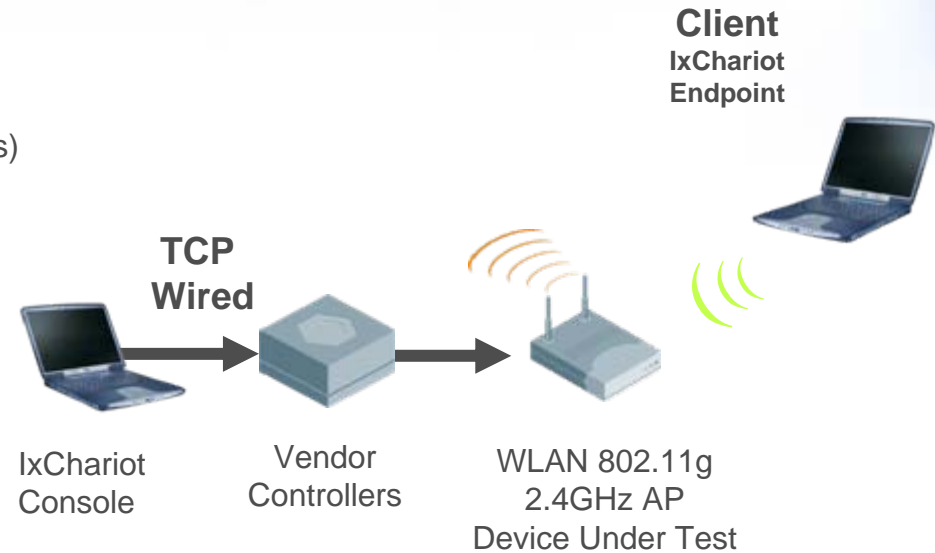 Client
IxChariot
Endpoint
s)
TCP
Wired
IxChariot
Console
Vendor
Controllers
WLAN 802.11g
2.4GHz AP
Device Under Test